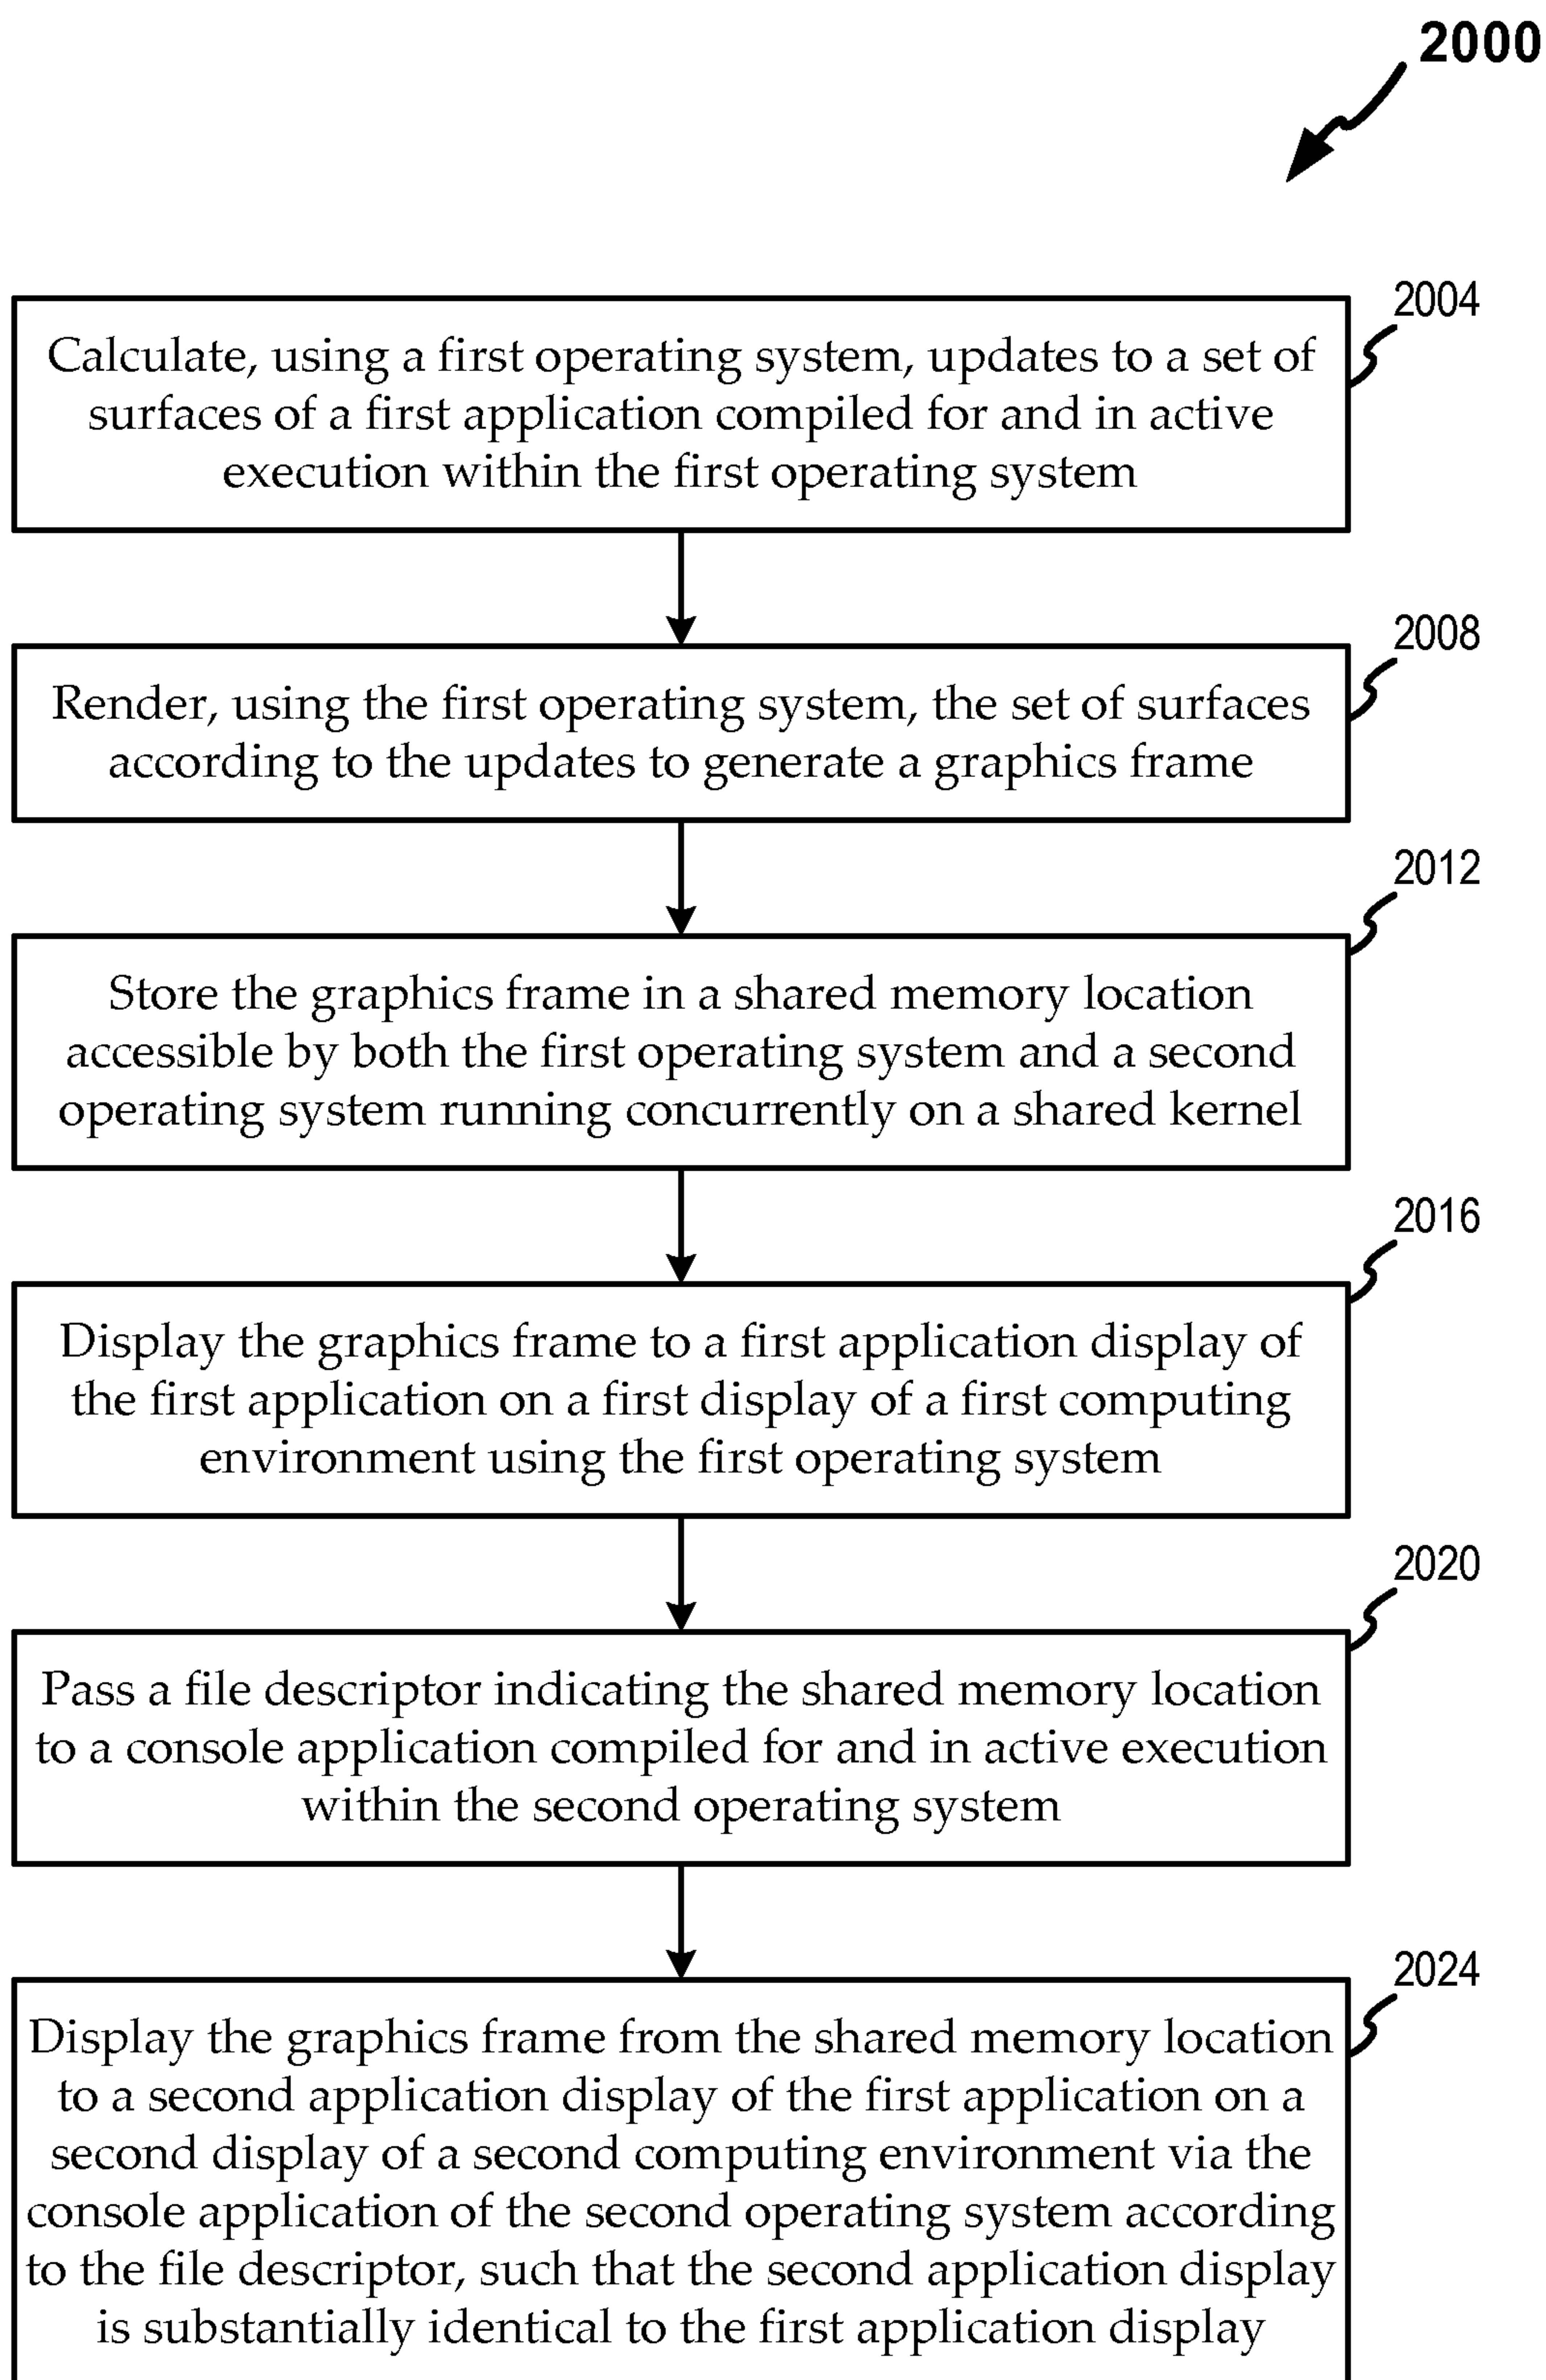 2000
2004
Calculate, using a first operating system, updates to a set of
surfaces of a first application compiled for and in active
execution within the first operating system
2008
Render, using the first operating system, the set of surfaces
according to the updates to generate a graphics frame
2012
Store the graphics frame in a shared memory location
accessible by both the first operating system and a second
operating system running concurrently on a shared kernel
2016
Display the graphics frame to a first application display of
the first application on a first display of a first computing
environment using the first operating system
2020
Pass a file descriptor indicating the shared memory location
to a console application compiled for and in active execution
within the second operating system
2024
Display the graphics frame from the shared memory location
to a second application display of the first application on a
second display of a second computing environment via the
console application of the second operating system according
to the file descriptor, such that the second application display
is substantially identical to the first application display